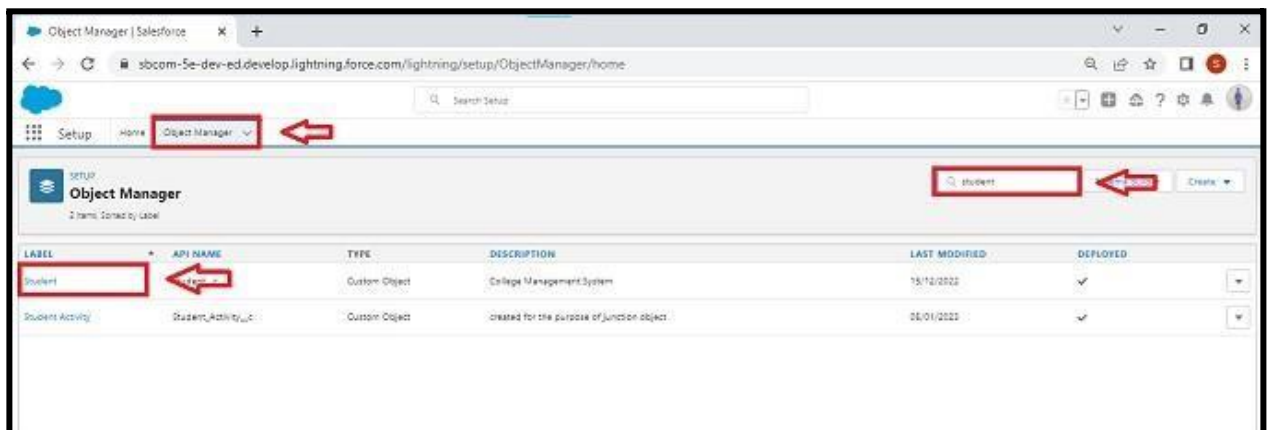 Object Manager | Salesforce
sbcom-5e-dev-ed.develop.lightning.force.com/lightning/setup/ObjectManager/home
S
Search Setup
Setup Home Object Manager
SETUP
Object Manager
2 Items, Sorted by Label
student
Create
LABEL API NAME TYPE DESCRIPTION LAST MODIFIED DEPLOYED
Student Custom Object College Management System 15/12/2022
Student Activity Student_Activity__c Custom Object created for the purpose of junction object